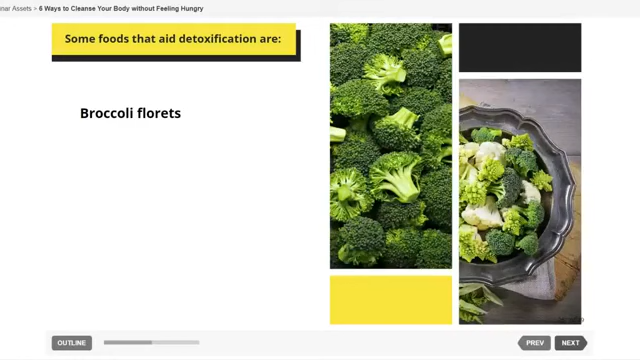 nar Assets > 6 Ways to Cleanse Your Body without Feeling Hungry
Some foods that aid detoxification are:
Broccoli florets
OUTLINE
PREV
NEXT